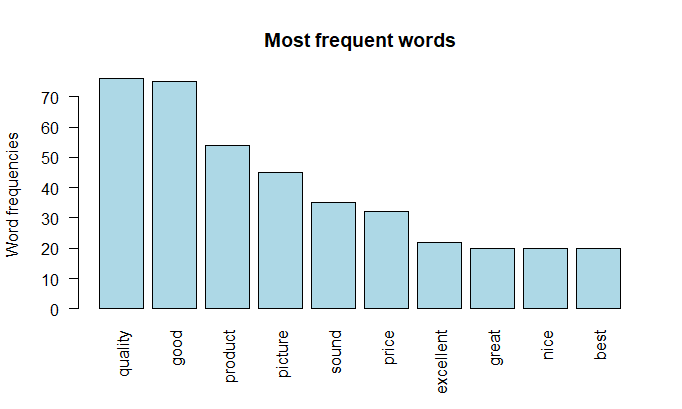 Most frequent words
Word frequencies
70
60
50
40
30
20
10
0
quality
good
product
picture
sound
price
excellent
great
nice
best